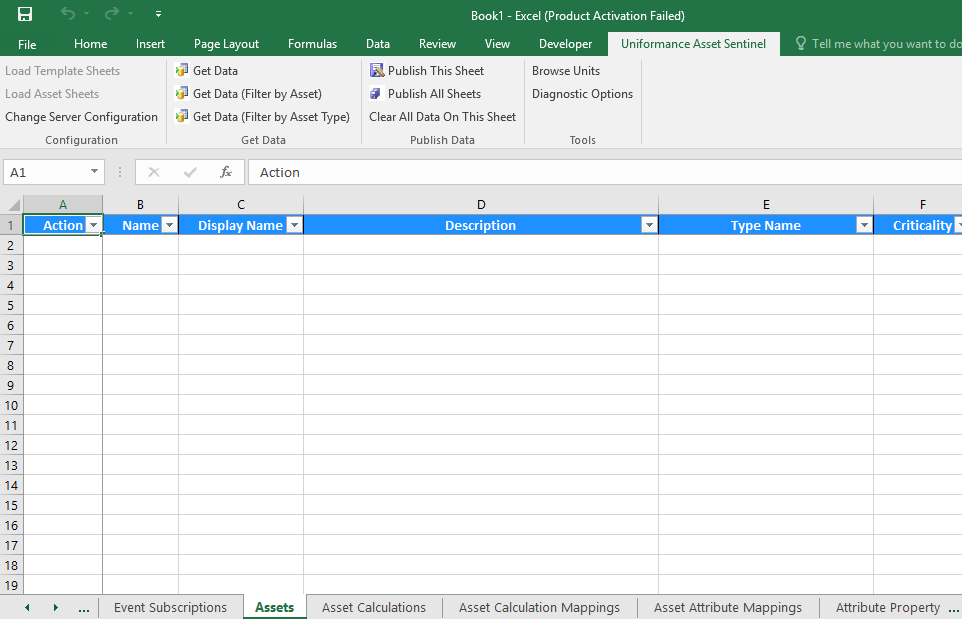 Book1 - Excel (Product Activation Failed)
File Home Insert Page Layout Formulas Data Review View Developer Uniformance Asset Sentinel Tell me what you want to do
Load Template Sheets Get Data Publish This Sheet Browse Units
Load Asset Sheets Get Data (Filter by Asset) Publish All Sheets Diagnostic Options
Change Server Configuration Get Data (Filter by Asset Type) Clear All Data On This Sheet
Configuration Get Data Publish Data Tools
A1 fx Action
A B C D E F
1 Action Name Display Name Description Type Name Criticality
2
3
4
5
6
7
8
9
10
11
12
13
14
15
16
17
18
19
... Event Subscriptions Assets Asset Calculations Asset Calculation Mappings Asset Attribute Mappings Attribute Property ...